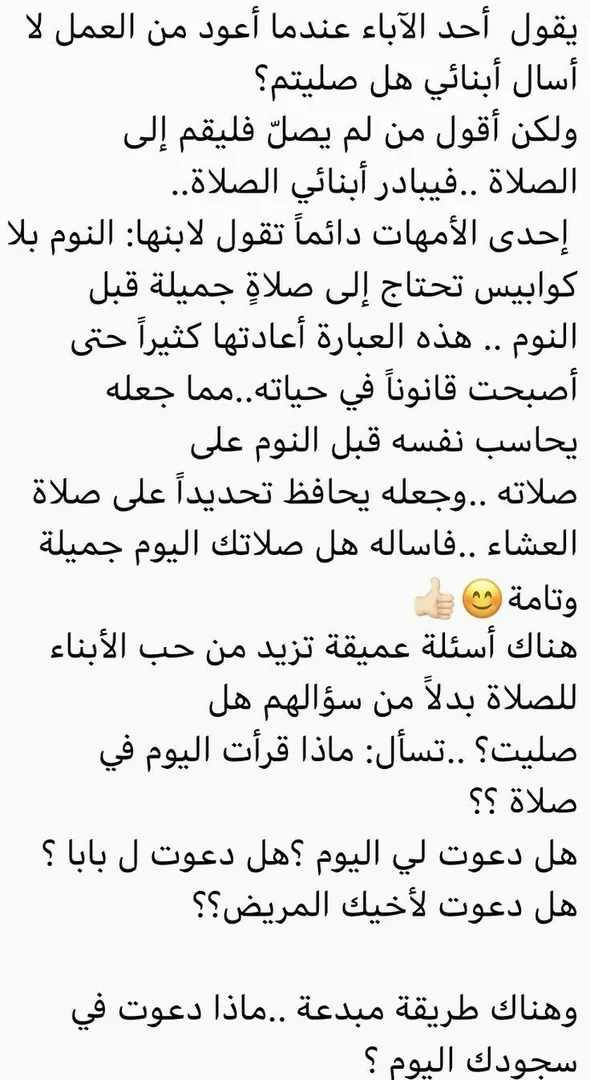 يقول  أحد الآباء عندما أعود من العمل لا
أسال أبنائي هل صليتم؟
ولكن أقول من لم يصلّ فليقم إلى
الصلاة ..فيبادر أبنائي الصلاة..
إحدى الأمهات دائماً تقول لابنها: النوم بلا
كوابيس تحتاج إلى صلاةٍ جميلة قبل
النوم .. هذه العبارة أعادتها كثيراً حتى
أصبحت قانوناً في حياته..مما جعله
يحاسب نفسه قبل النوم على
صلاته ..وجعله يحافظ تحديداً على صلاة
العشاء ..فاساله هل صلاتك اليوم جميلة
وتامة😊👍🏻
هناك أسئلة عميقة تزيد من حب الأبناء
للصلاة بدلاً من سؤالهم هل
صليت؟ ..تسأل: ماذا قرأت اليوم في
صلاة ؟؟
هل دعوت لي اليوم ؟هل دعوت ل بابا ؟
هل دعوت لأخيك المريض؟؟
وهناك طريقة مبدعة ..ماذا دعوت في
سجودك اليوم ؟